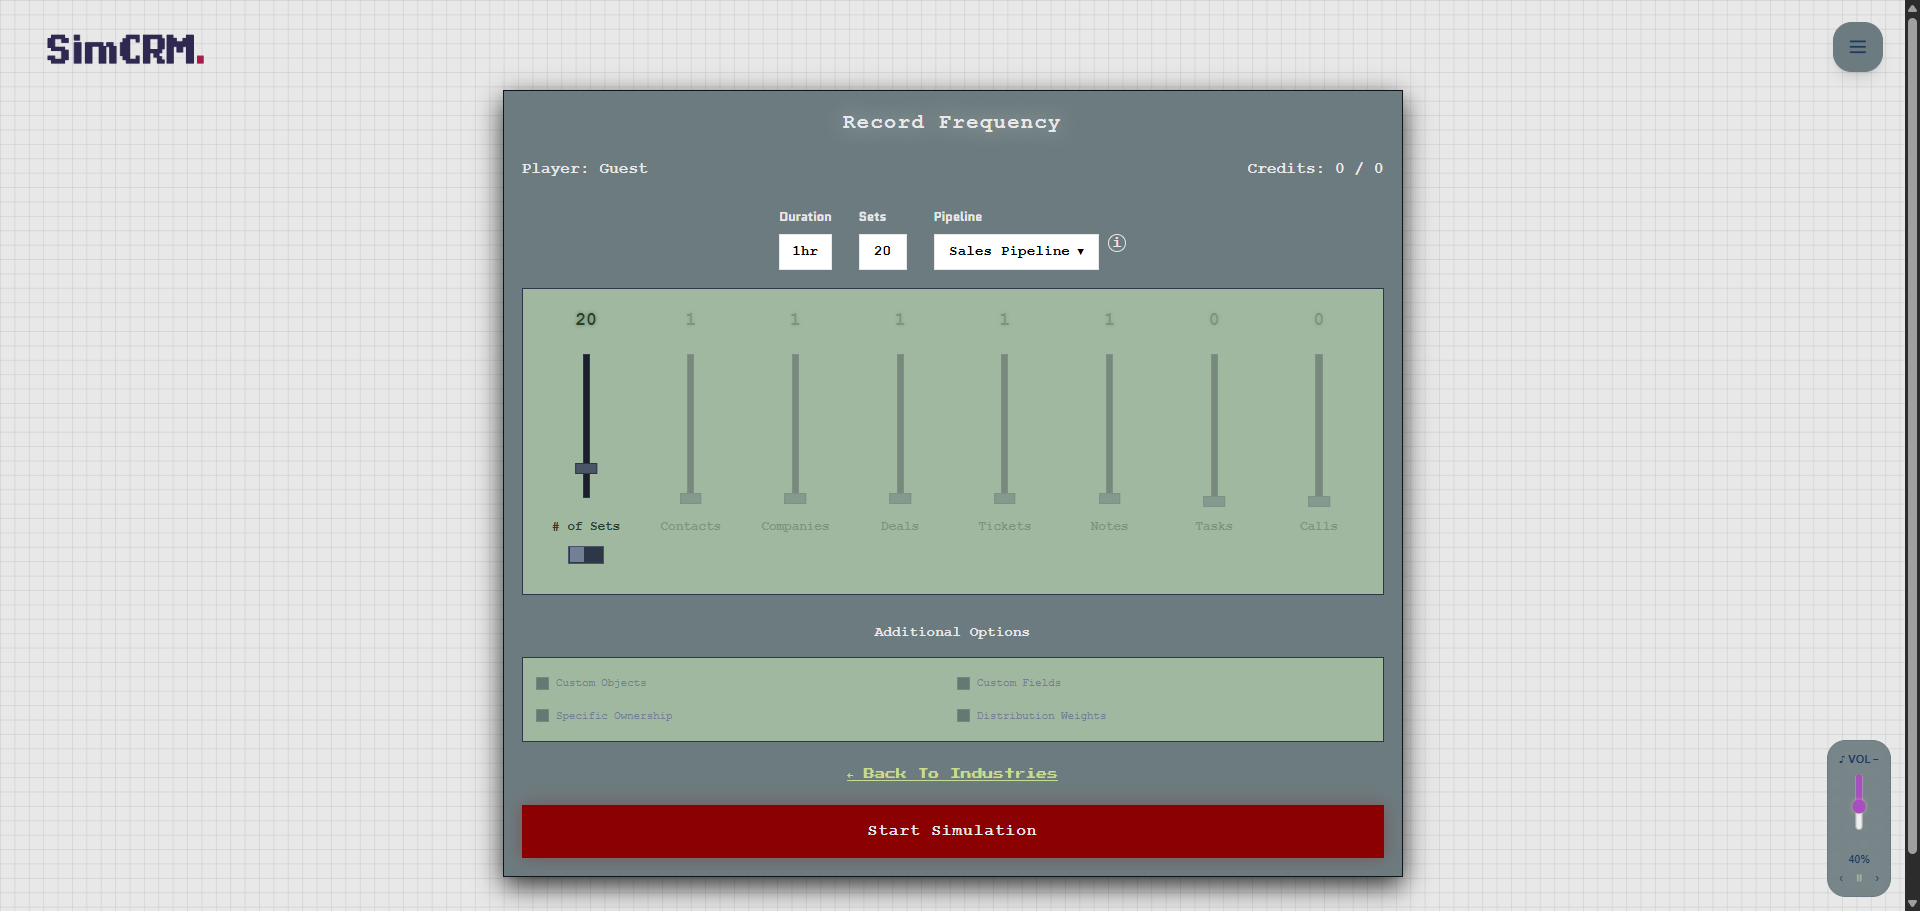 SimCRM.
Record Frequency
Player: Guest
Credits: 0 / 0
Duration
Sets
Pipeline
1hr
20
Sales Pipeline ▾
i
20
1
1
1
1
1
0
0
# of Sets
Contacts
Companies
Deals
Tickets
Notes
Tasks
Calls
Additional Options
Custom Objects
Custom Fields
Specific Ownership
Distribution Weights
← Back To Industries
Start Simulation
♪ VOL −
40%